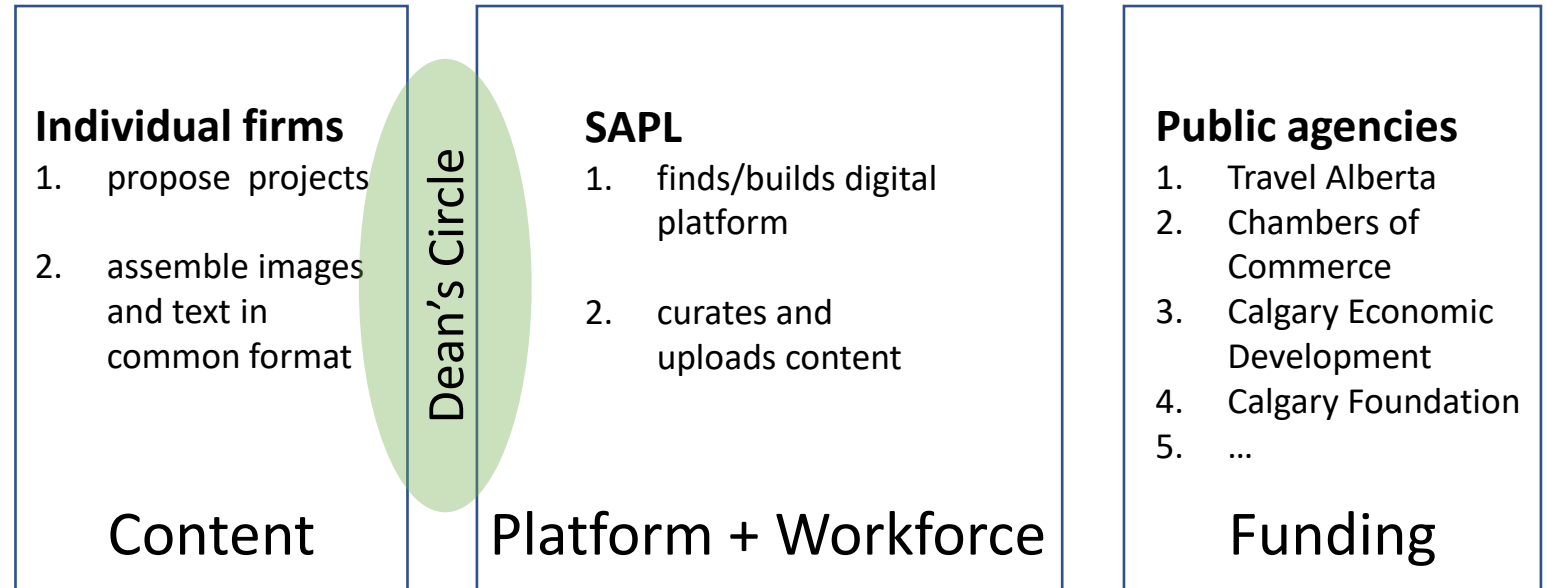 Individual firms
1. propose projects
2. assemble images
and text in
common format
Content
Dean’s Circle
SAPL
1. finds/builds digital
platform
2. curates and
uploads content
Platform + Workforce
Public agencies
1. Travel Alberta
2. Chambers of
Commerce
3. Calgary Economic
Development
4. Calgary Foundation
5. …
Funding